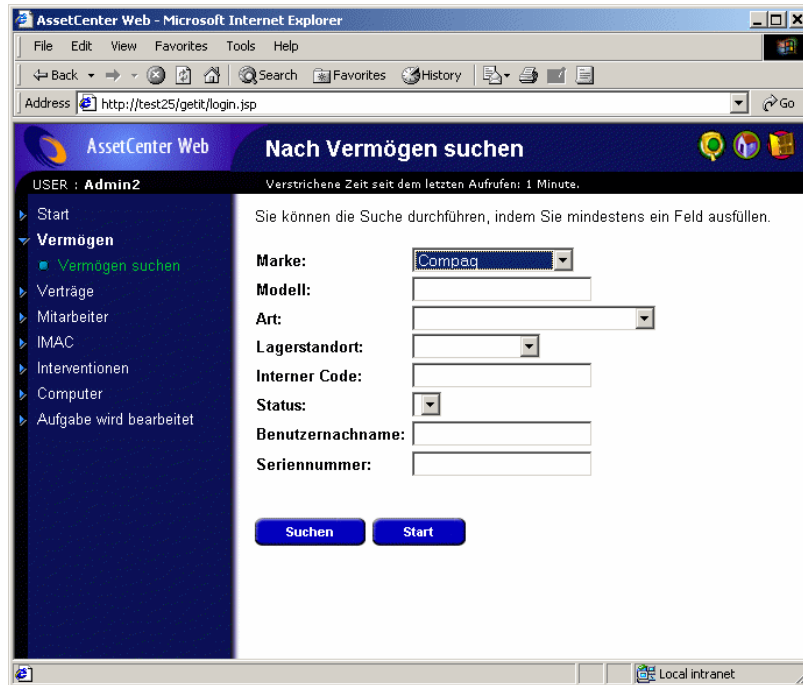 AssetCenter Web - Microsoft Internet Explorer
File Edit View Favorites Tools Help
Back Search Favorites History
Address http://test25/getit/login.jsp Go
AssetCenter Web Nach Vermögen suchen
USER : Admin2 Verstrichene Zeit seit dem letzten Aufrufen: 1 Minute.
Start
Vermögen
Vermögen suchen
Verträge
Mitarbeiter
IMAC
Interventionen
Computer
Aufgabe wird bearbeitet
Sie können die Suche durchführen, indem Sie mindestens ein Feld ausfüllen.
Marke: Compaq
Modell:
Art:
Lagerstandort:
Interner Code:
Status:
Benutzernachname:
Seriennummer:
Suchen Start
Local intranet